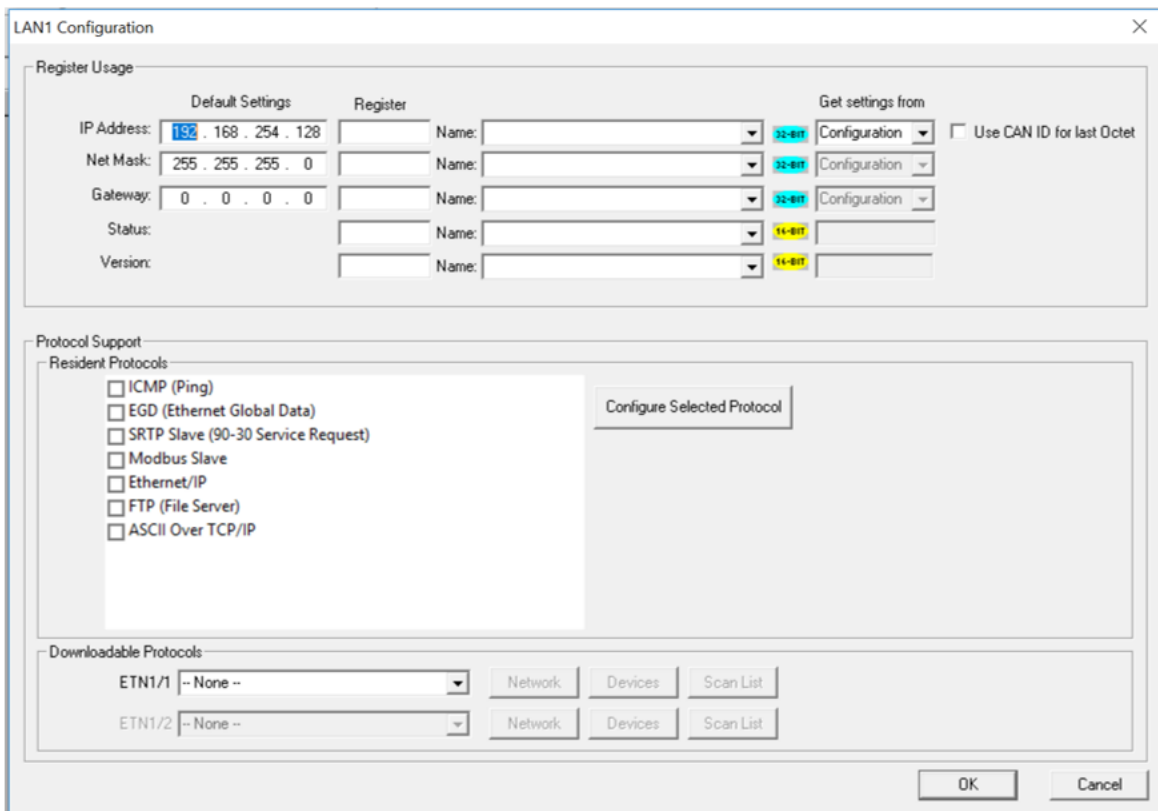 LAN1 Configuration
Register Usage
Default Settings Register Get settings from
IP Address: 192 . 168 . 254 . 128 Name: 32-BIT Configuration Use CAN ID for last Octet
Net Mask: 255 . 255 . 255 . 0 Name: 32-BIT Configuration
Gateway: 0 . 0 . 0 . 0 Name: 32-BIT Configuration
Status: Name: 16-BIT
Version: Name: 16-BIT
Protocol Support
Resident Protocols
ICMP (Ping)
EGD (Ethernet Global Data)
SRTP Slave (90-30 Service Request)
Modbus Slave
Ethernet/IP
FTP (File Server)
ASCII Over TCP/IP
Configure Selected Protocol
Downloadable Protocols
ETN1/1 -- None -- Network Devices Scan List
ETN1/2 -- None -- Network Devices Scan List
OK Cancel